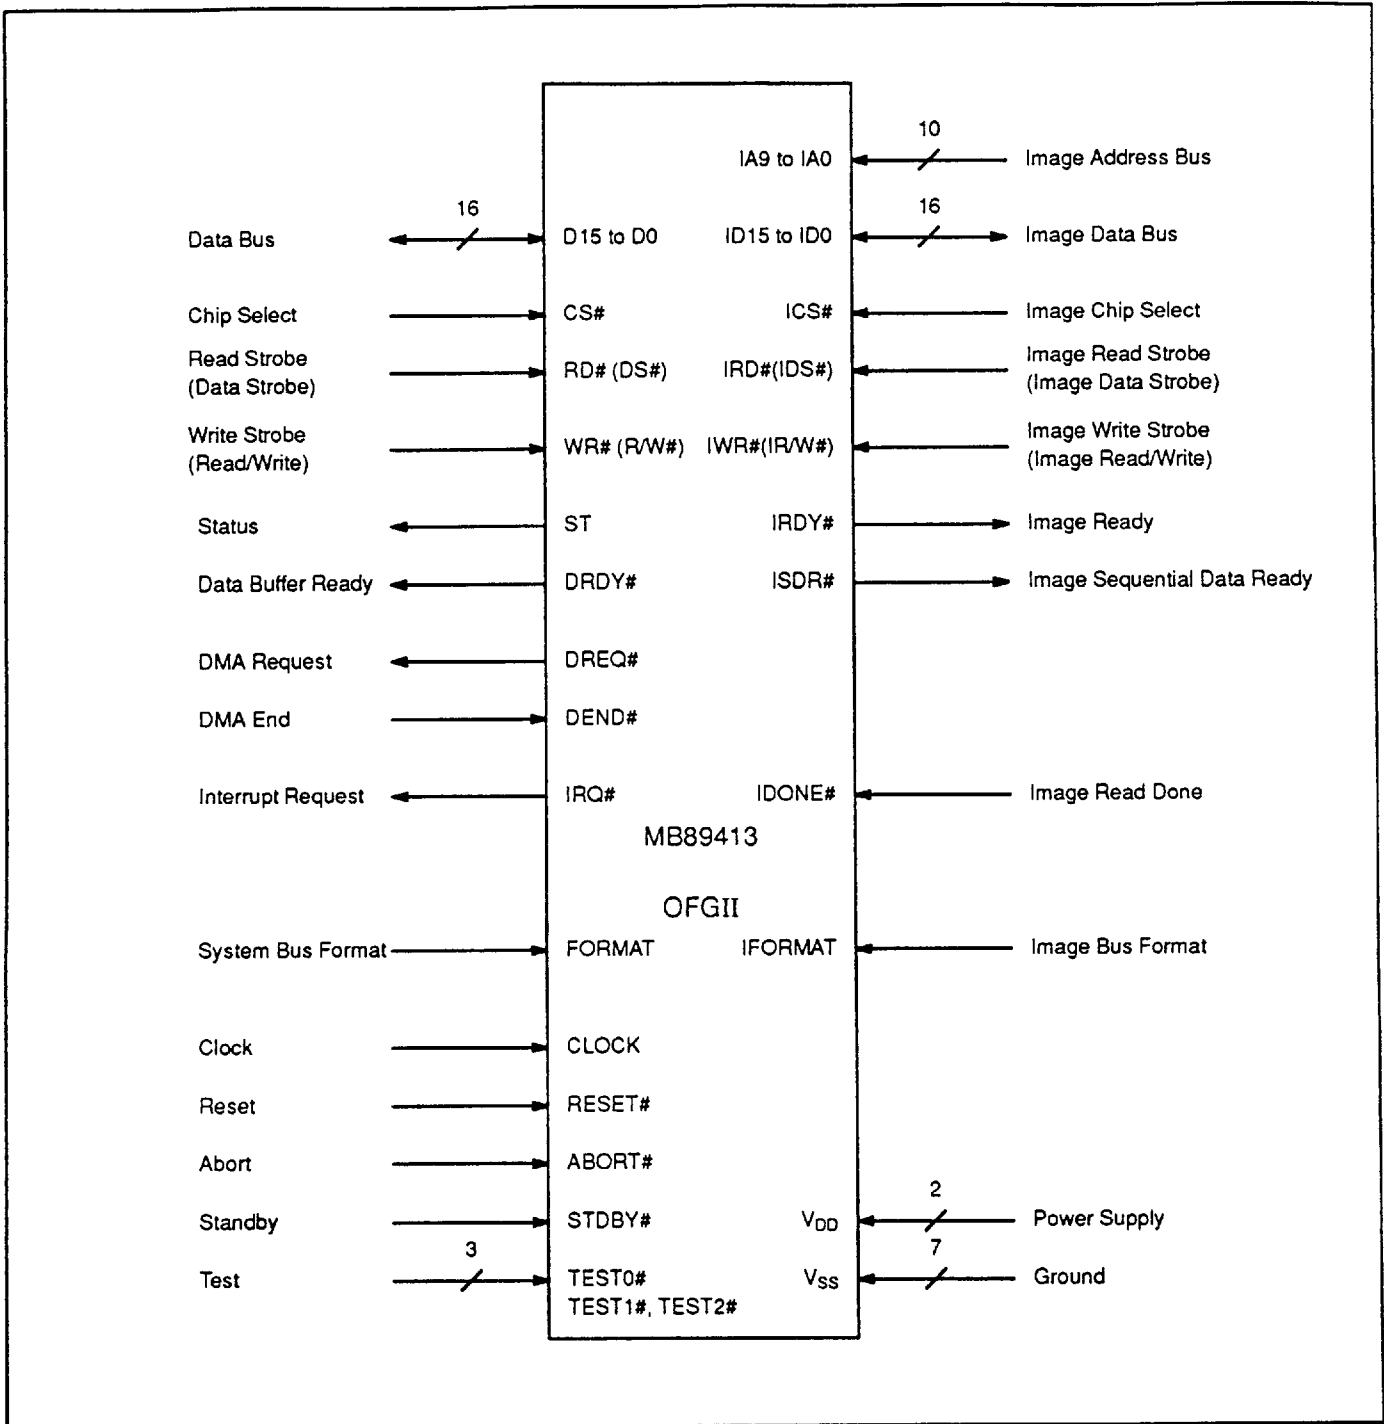 10
IA9 to IA0 Image Address Bus
16 16
Data Bus D15 to D0 ID15 to ID0 Image Data Bus
Chip Select CS# ICS# Image Chip Select
Read Strobe
(Data Strobe) RD# (DS#) IRD#(IDS#) Image Read Strobe
(Image Data Strobe)
Write Strobe
(Read/Write) WR# (R/W#) IWR#(IR/W#) Image Write Strobe
(Image Read/Write)
Status ST IRDY# Image Ready
Data Buffer Ready DRDY# ISDR# Image Sequential Data Ready
DMA Request DREQ#
DMA End DEND#
Interrupt Request IRQ# IDONE# Image Read Done
MB89413
OFGII
System Bus Format FORMAT IFORMAT Image Bus Format
Clock CLOCK
Reset RESET#
Abort ABORT#
2
Standby STDBY# VDD Power Supply
3 7
Test TEST0# VSS Ground
TEST1#, TEST2#